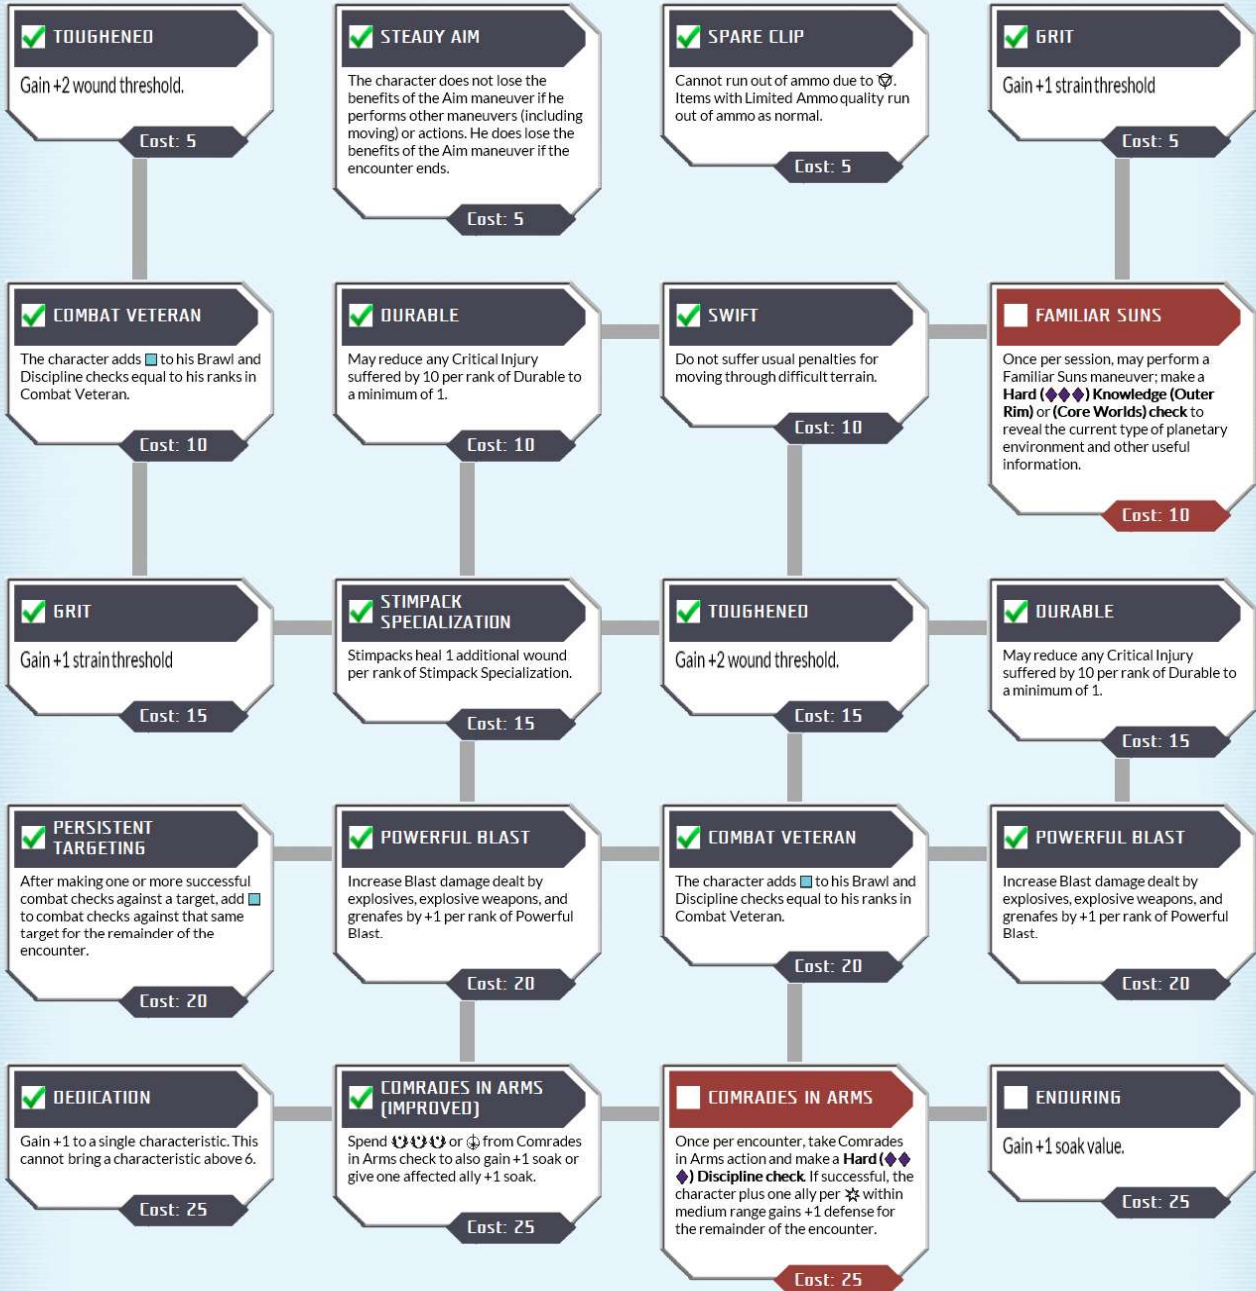 TOUGHENED
Gain +2 wound threshold.
Cost: 5
STEADY AIM
The character does not lose the
benefits of the Aim maneuver if he
performs other maneuvers (including
moving) or actions. He does lose the
benefits of the Aim maneuver if the
encounter ends.
Cost: 5
SPARE CLIP
Cannot run out of ammo due to .
Items with Limited Ammo quality run
out of ammo as normal.
Cost: 5
GRIT
Gain +1 strain threshold
Cost: 5
COMBAT VETERAN
The character adds to his Brawl and
Discipline checks equal to his ranks in
Combat Veteran.
Cost: 10
DURABLE
May reduce any Critical Injury
suffered by 10 per rank of Durable to
a minimum of 1.
Cost: 10
SWIFT
Do not suffer usual penalties for
moving through difficult terrain.
Cost: 10
FAMILIAR SUNS
Once per session, may perform a
Familiar Suns maneuver; make a
Hard (◆◆◆) Knowledge (Outer
Rim) or (Core Worlds) check to
reveal the current type of planetary
environment and other useful
information.
Cost: 10
GRIT
Gain +1 strain threshold
Cost: 15
STIMPACK
SPECIALIZATION
Stimpacks heal 1 additional wound
per rank of Stimpack Specialization.
Cost: 15
TOUGHENED
Gain +2 wound threshold.
Cost: 15
DURABLE
May reduce any Critical Injury
suffered by 10 per rank of Durable to
a minimum of 1.
Cost: 15
PERSISTENT
TARGETING
After making one or more successful
combat checks against a target, add
to combat checks against that same
target for the remainder of the
encounter.
Cost: 20
POWERFUL BLAST
Increase Blast damage dealt by
explosives, explosive weapons, and
grenafes by +1 per rank of Powerful
Blast.
Cost: 20
COMBAT VETERAN
The character adds to his Brawl and
Discipline checks equal to his ranks in
Combat Veteran.
Cost: 20
POWERFUL BLAST
Increase Blast damage dealt by
explosives, explosive weapons, and
grenafes by +1 per rank of Powerful
Blast.
Cost: 20
DEDICATION
Gain +1 to a single characteristic. This
cannot bring a characteristic above 6.
Cost: 25
COMRADES IN ARMS
(IMPROVED)
Spend or from Comrades
in Arms check to also gain +1 soak or
give one affected ally +1 soak.
Cost: 25
COMRADES IN ARMS
Once per encounter, take Comrades
in Arms action and make a Hard (◆◆
◆) Discipline check. If successful, the
character plus one ally per within
medium range gains +1 defense for
the remainder of the encounter.
Cost: 25
ENDURING
Gain +1 soak value.
Cost: 25